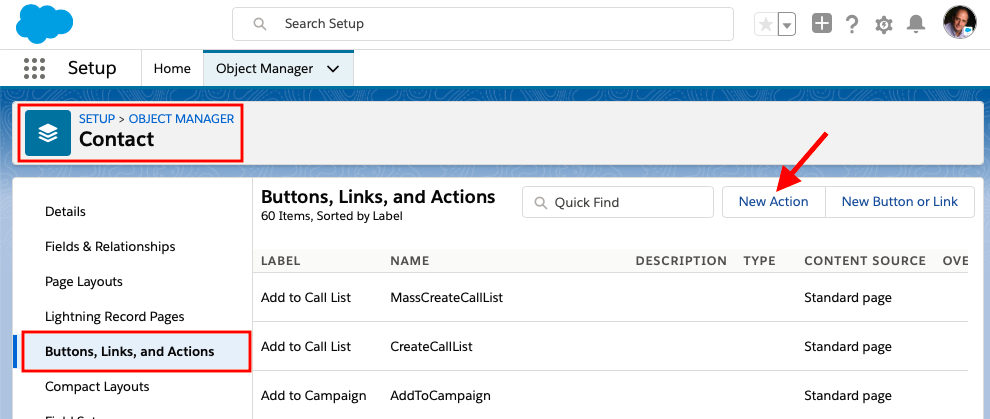 Search Setup
Setup
Home
Object Manager
SETUP > OBJECT MANAGER
Contact
Details
Fields & Relationships
Page Layouts
Lightning Record Pages
Buttons, Links, and Actions
Compact Layouts
Buttons, Links, and Actions
60 Items, Sorted by Label
Quick Find
New Action
New Button or Link
LABEL NAME DESCRIPTION TYPE CONTENT SOURCE OVE
Add to Call List MassCreateCallList Standard page
Add to Call List CreateCallList Standard page
Add to Campaign AddToCampaign Standard page